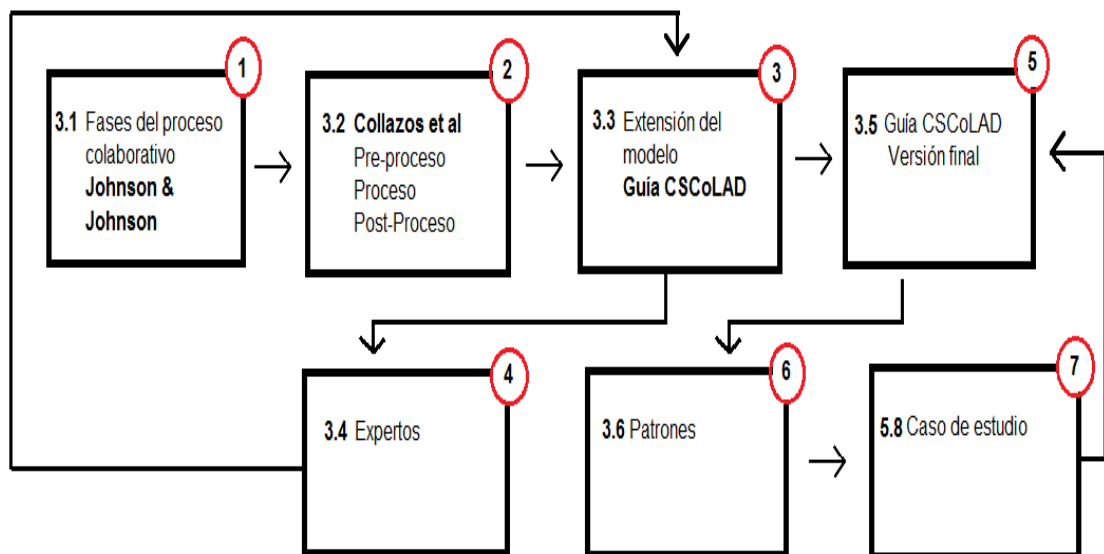 1
3.1 Fases del proceso
colaborativo
Johnson &
Johnson
2
3.2 Collazos et al
Pre-proceso
Proceso
Post-Proceso
3
3.3 Extensión del
modelo
Guía CSCoLAD
5
3.5 Guía CSCoLAD
Versión final
4
3.4 Expertos
6
3.6 Patrones
7
5.8 Caso de estudio